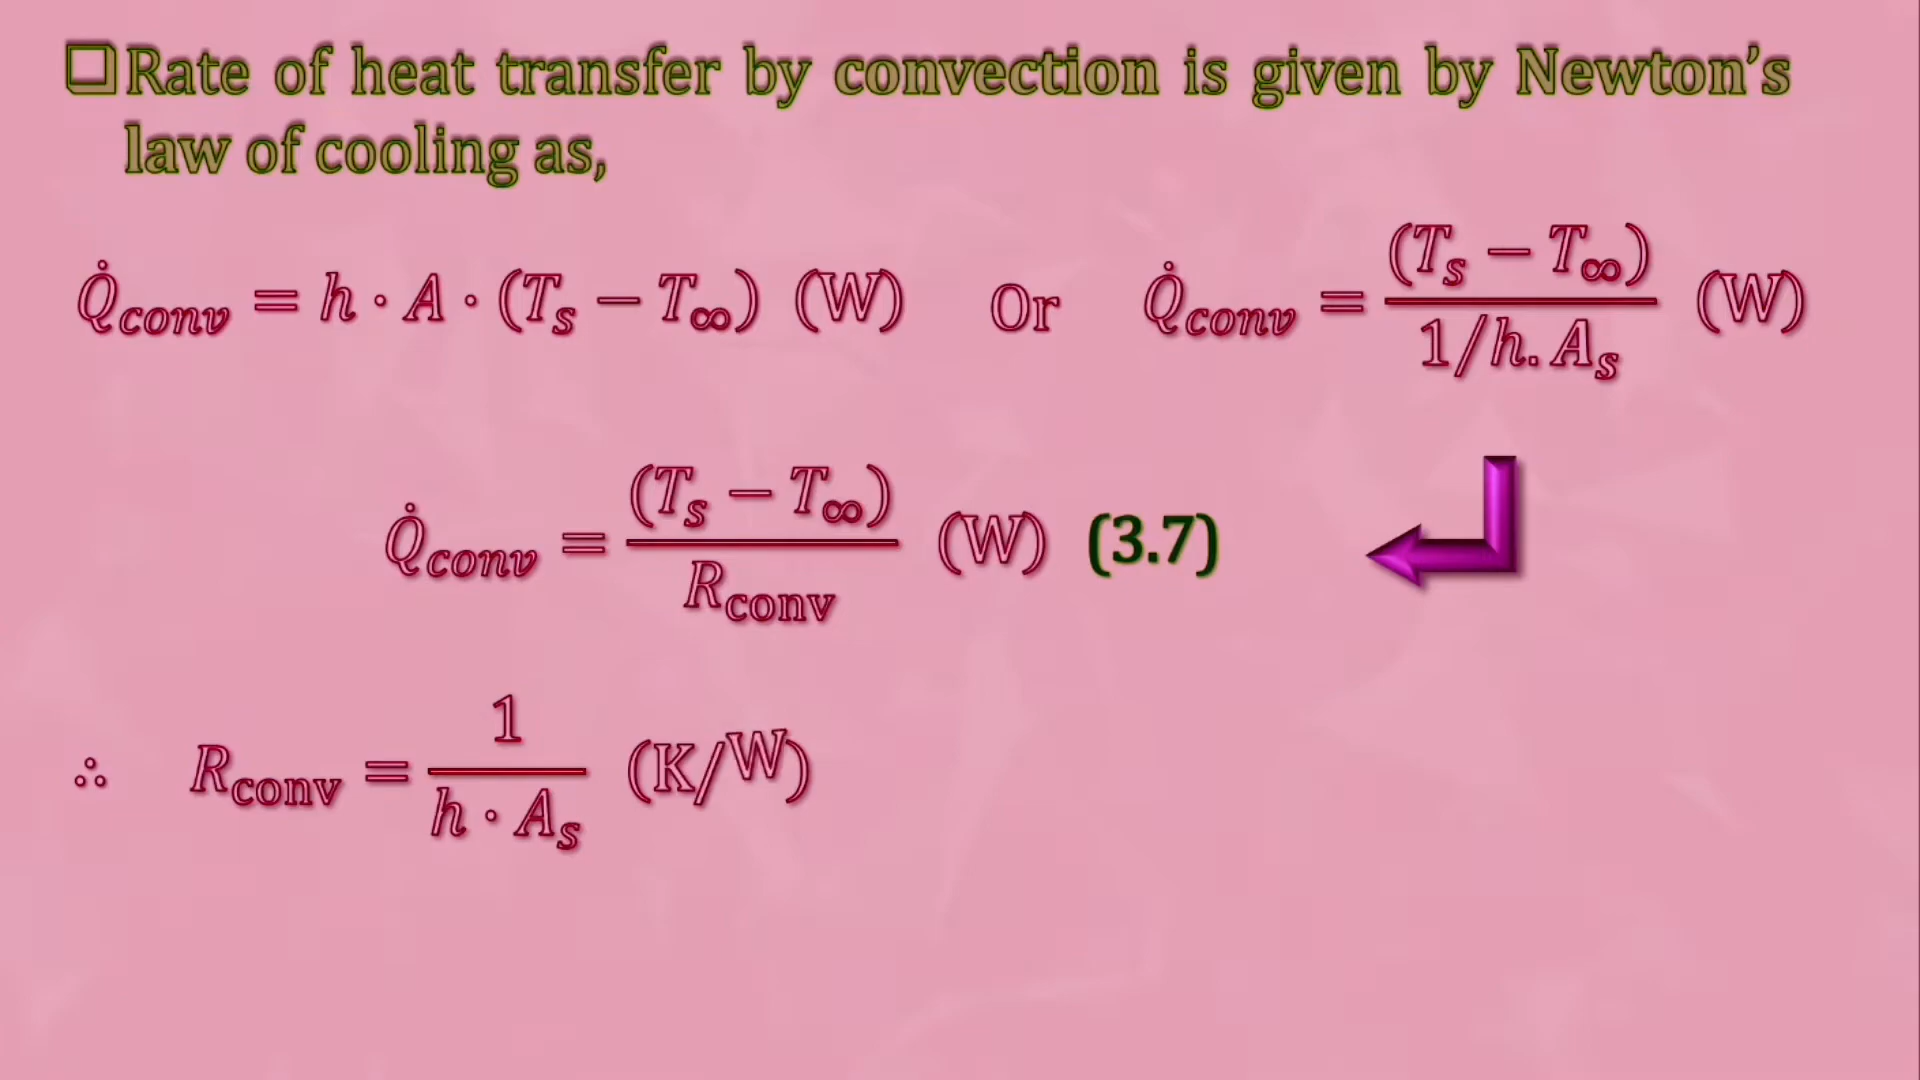 ❑Rate of heat transfer by convection is given by Newton’s
law of cooling as,
Q̇conv = h · A · (Ts − T∞) (W) Or Q̇conv = (Ts − T∞) / 1/h. As (W)
Q̇conv = (Ts − T∞) / Rconv (W) (3.7)
∴ Rconv = 1 / h · As (K/W)